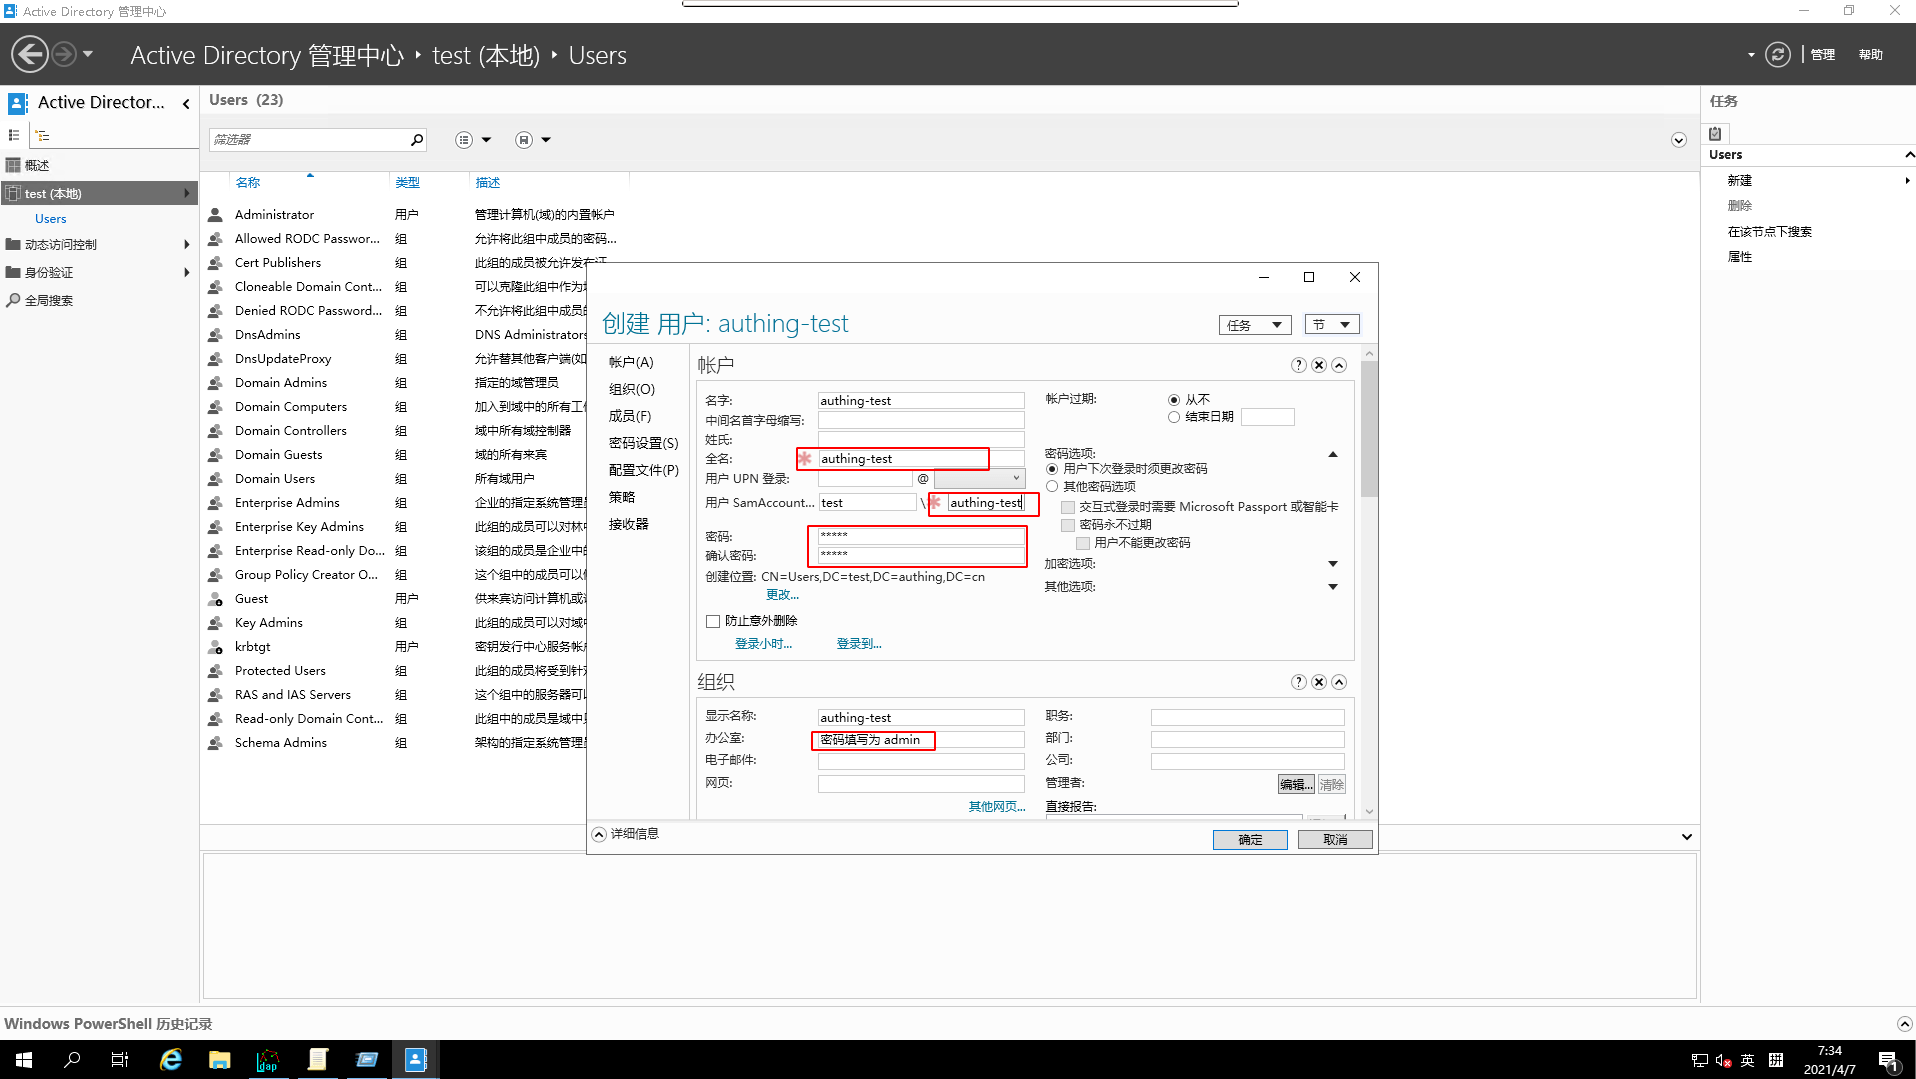 Active Directory 管理中心
Active Directory 管理中心 ‣ test (本地) ‣ Users
管理
帮助
Active Director...
Users (23)
任务
筛选器
Users
概述
test (本地)
Users
动态访问控制
身份验证
全局搜索
名称 类型 描述
新建
删除
在该节点下搜索
属性
Administrator 用户 管理计算机(域)的内置帐户
Allowed RODC Passwor... 组 允许将此组中成员的密码...
Cert Publishers 组 此组的成员被允许发布证
Cloneable Domain Cont... 组 可以克隆此组中作为
Denied RODC Password... 组 不允许将此组中成员
DnsAdmins 组 DNS Administrators
DnsUpdateProxy 组 允许替其他客户端(如
Domain Admins 组 指定的域管理员
Domain Computers 组 加入到域中的所有工
Domain Controllers 组 域中所有域控制器
Domain Guests 组 域的所有来宾
Domain Users 组 所有域用户
Enterprise Admins 组 企业的指定系统管理
Enterprise Key Admins 组 此组的成员可以对林
Enterprise Read-only Do... 组 该组的成员是企业中
Group Policy Creator O... 组 这个组中的成员可以
Guest 用户 供来宾访问计算机或
Key Admins 组 此组的成员可以对域
krbtgt 用户 密钥发行中心服务帐
Protected Users 组 此组的成员将受到针
RAS and IAS Servers 组 这个组中的服务器可
Read-only Domain Cont... 组 此组中的成员是域中
Schema Admins 组 架构的指定系统管理
创建 用户: authing-test
任务
节
帐户(A)
组织(O)
成员(F)
密码设置(S)
配置文件(P)
策略
接收器
帐户
名字: authing-test
中间名首字母缩写:
姓氏:
全名: authing-test
用户 UPN 登录: @
用户 SamAccount... test \ authing-test
密码: *****
确认密码: *****
创建位置: CN=Users,DC=test,DC=authing,DC=cn
更改...
防止意外删除
登录小时...
登录到...
帐户过期:
从不
结束日期
密码选项:
用户下次登录时须更改密码
其他密码选项
交互式登录时需要 Microsoft Passport 或智能卡
密码永不过期
用户不能更改密码
加密选项:
其他选项:
组织
显示名称: authing-test
办公室: 密码填写为 admin
电子邮件:
网页:
其他网页...
职务:
部门:
公司:
管理者:
编辑...
清除
直接报告:
详细信息
确定
取消
Windows PowerShell 历史记录
ldap
英
7:34
2021/4/7
1